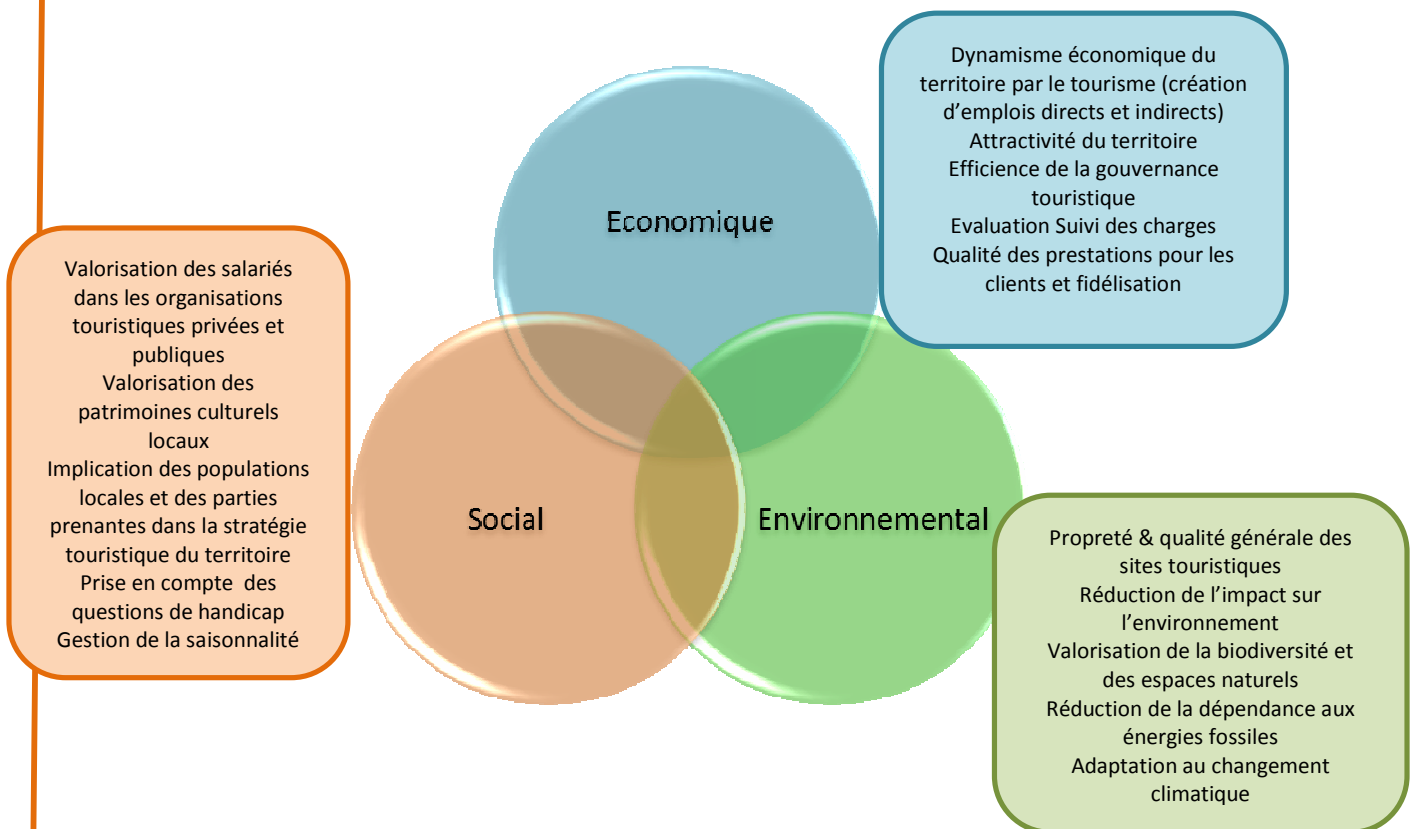 Dynamisme économique du
territoire par le tourisme (création
d'emplois directs et indirects)
Attractivité du territoire
Efficience de la gouvernance
touristique
Evaluation Suivi des charges
Qualité des prestations pour les
clients et fidélisation
Economique
Valorisation des salariés
dans les organisations
touristiques privées et
publiques
Valorisation des
patrimoines culturels
locaux
Implication des populations
locales et des parties
prenantes dans la stratégie
touristique du territoire
Prise en compte des
questions de handicap
Gestion de la saisonnalité
Social
Environnemental
Propreté & qualité générale des
sites touristiques
Réduction de l'impact sur
l'environnement
Valorisation de la biodiversité et
des espaces naturels
Réduction de la dépendance aux
énergies fossiles
Adaptation au changement
climatique